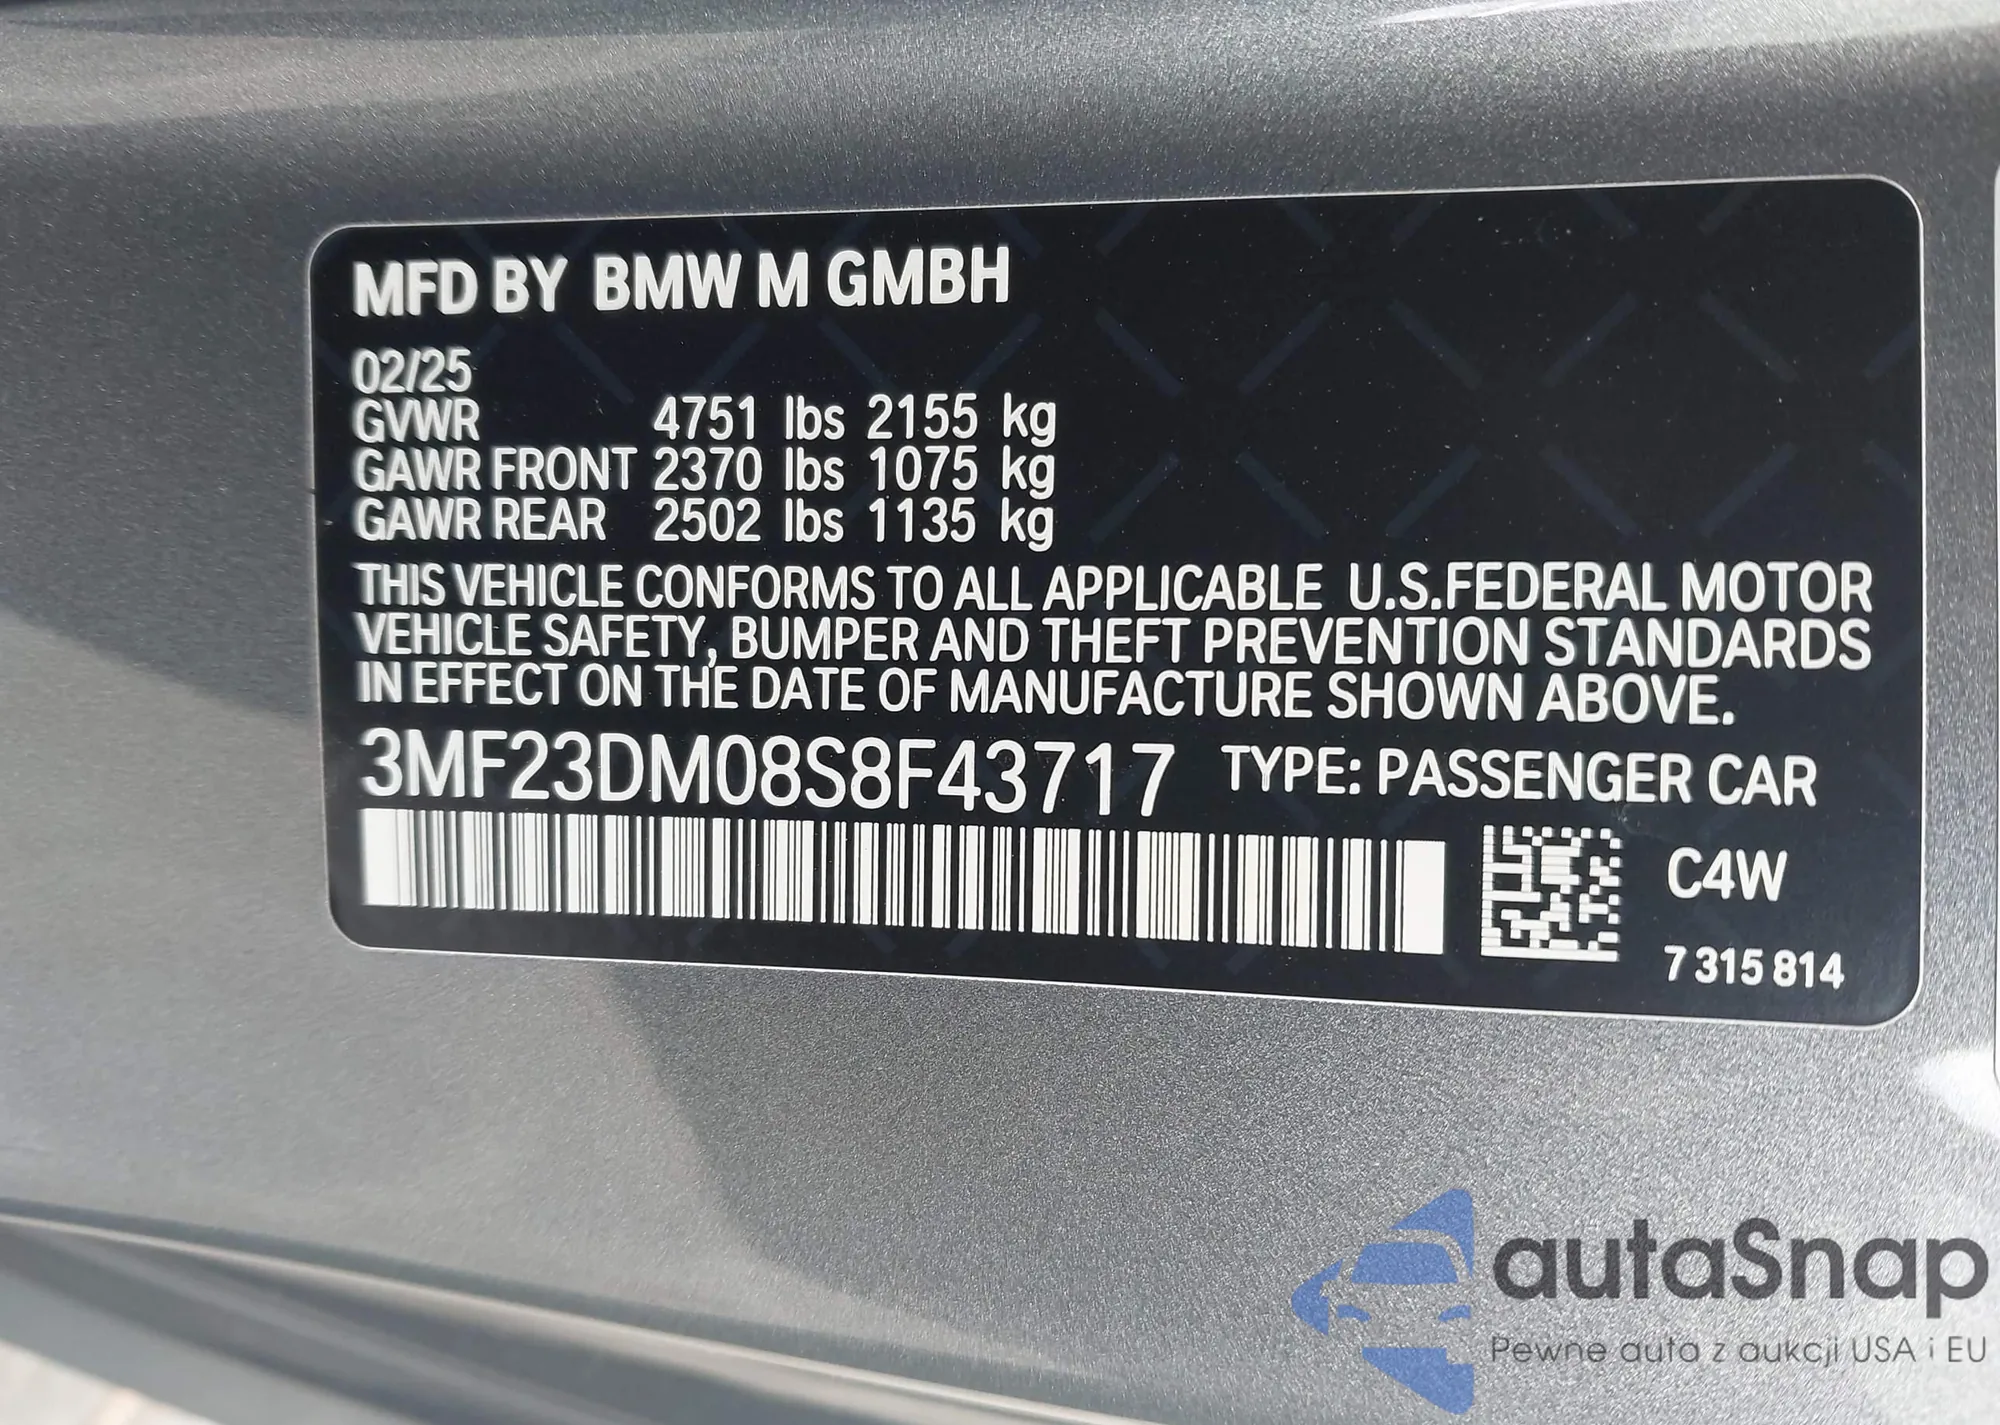 MFD BY BMW M GMBH
02/25
GVWR 4751 lbs 2155 kg
GAWR FRONT 2370 lbs 1075 kg
GAWR REAR 2502 lbs 1135 kg
THIS VEHICLE CONFORMS TO ALL APPLICABLE U.S.FEDERAL MOTOR
VEHICLE SAFETY, BUMPER AND THEFT PREVENTION STANDARDS
IN EFFECT ON THE DATE OF MANUFACTURE SHOWN ABOVE.
3MF23DM08S8F43717 TYPE: PASSENGER CAR
C4W
7 315 814
autaSnap
Pewne auta z aukcji USA i EU